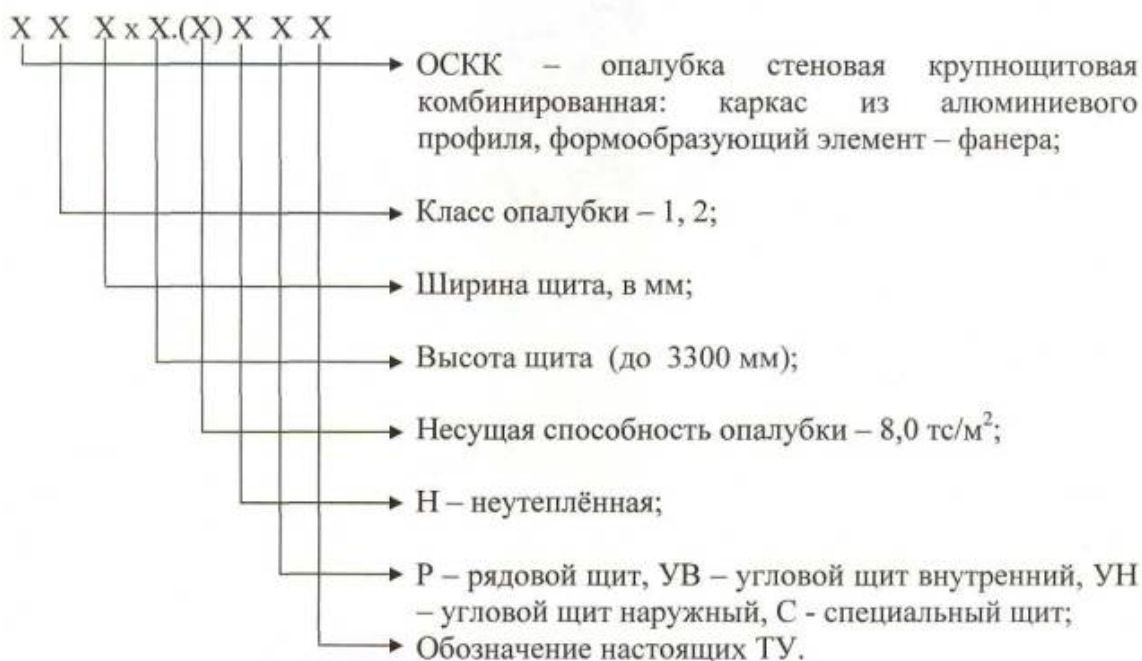 X X X x X.(X) X X X
ОСКК – опалубка стеновая крупнощитовая
комбинированная: каркас из алюминиевого
профиля, формообразующий элемент – фанера;
Класс опалубки – 1, 2;
Ширина щита, в мм;
Высота щита (до 3300 мм);
Несущая способность опалубки – 8,0 тс/м²;
Н – неутеплённая;
Р – рядовой щит, УВ – угловой щит внутренний, УН
– угловой щит наружный, С - специальный щит;
Обозначение настоящих ТУ.